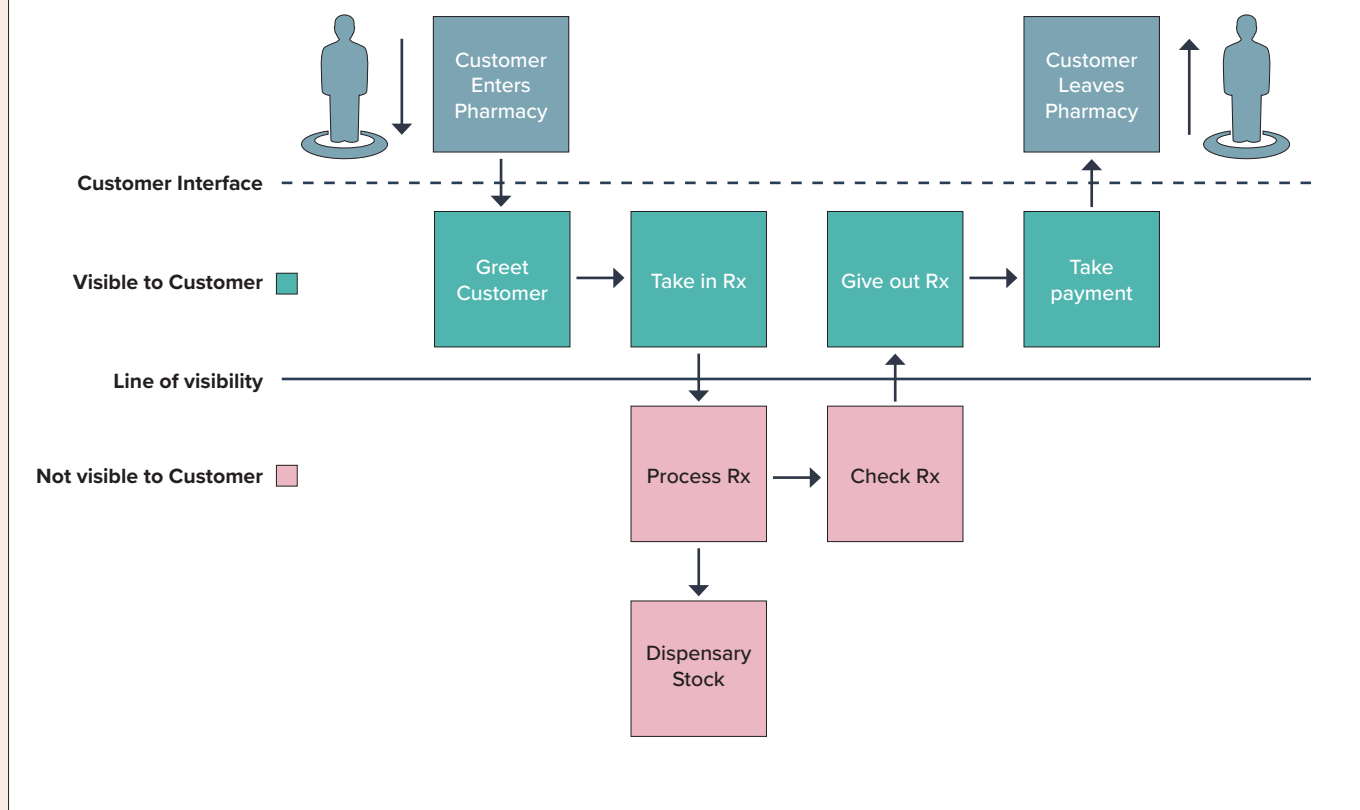 Customer
Enters
Pharmacy
Customer
Leaves
Pharmacy
Customer Interface
Visible to Customer
Greet
Customer
Take in Rx
Give out Rx
Take
payment
Line of visibility
Not visible to Customer
Process Rx
Check Rx
Dispensary
Stock